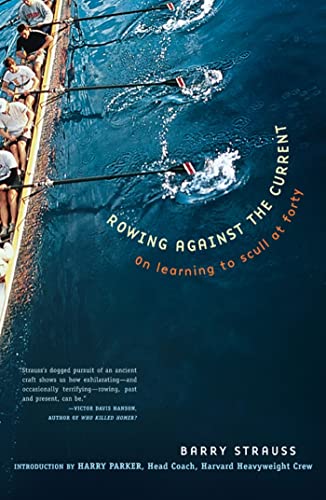 ROWING AGAINST THE CURRENT
on learning to scull at forty
"Strauss's dogged pursuit of an ancient
craft shows us how exhilarating—and
occasionally terrifying—rowing, past
and present, can be."
—VICTOR DAVIS HANSON,
AUTHOR OF WHO KILLED HOMER?
BARRY STRAUSS
INTRODUCTION BY HARRY PARKER, Head Coach, Harvard Heavyweight Crew